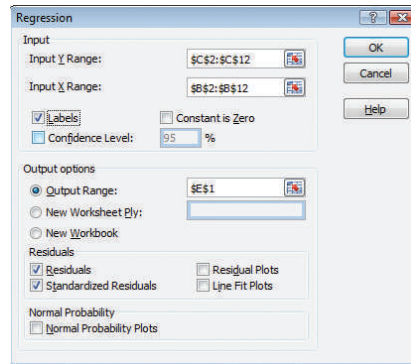 Regression
Input
Input Y Range: $C$2:$C$12
Input X Range: $B$2:$B$12
Labels Constant is Zero
Confidence Level: 95 %
OK
Cancel
Help
Output options
Output Range: $E$1
New Worksheet Ply:
New Workbook
Residuals
Residuals Residual Plots
Standardized Residuals Line Fit Plots
Normal Probability
Normal Probability Plots